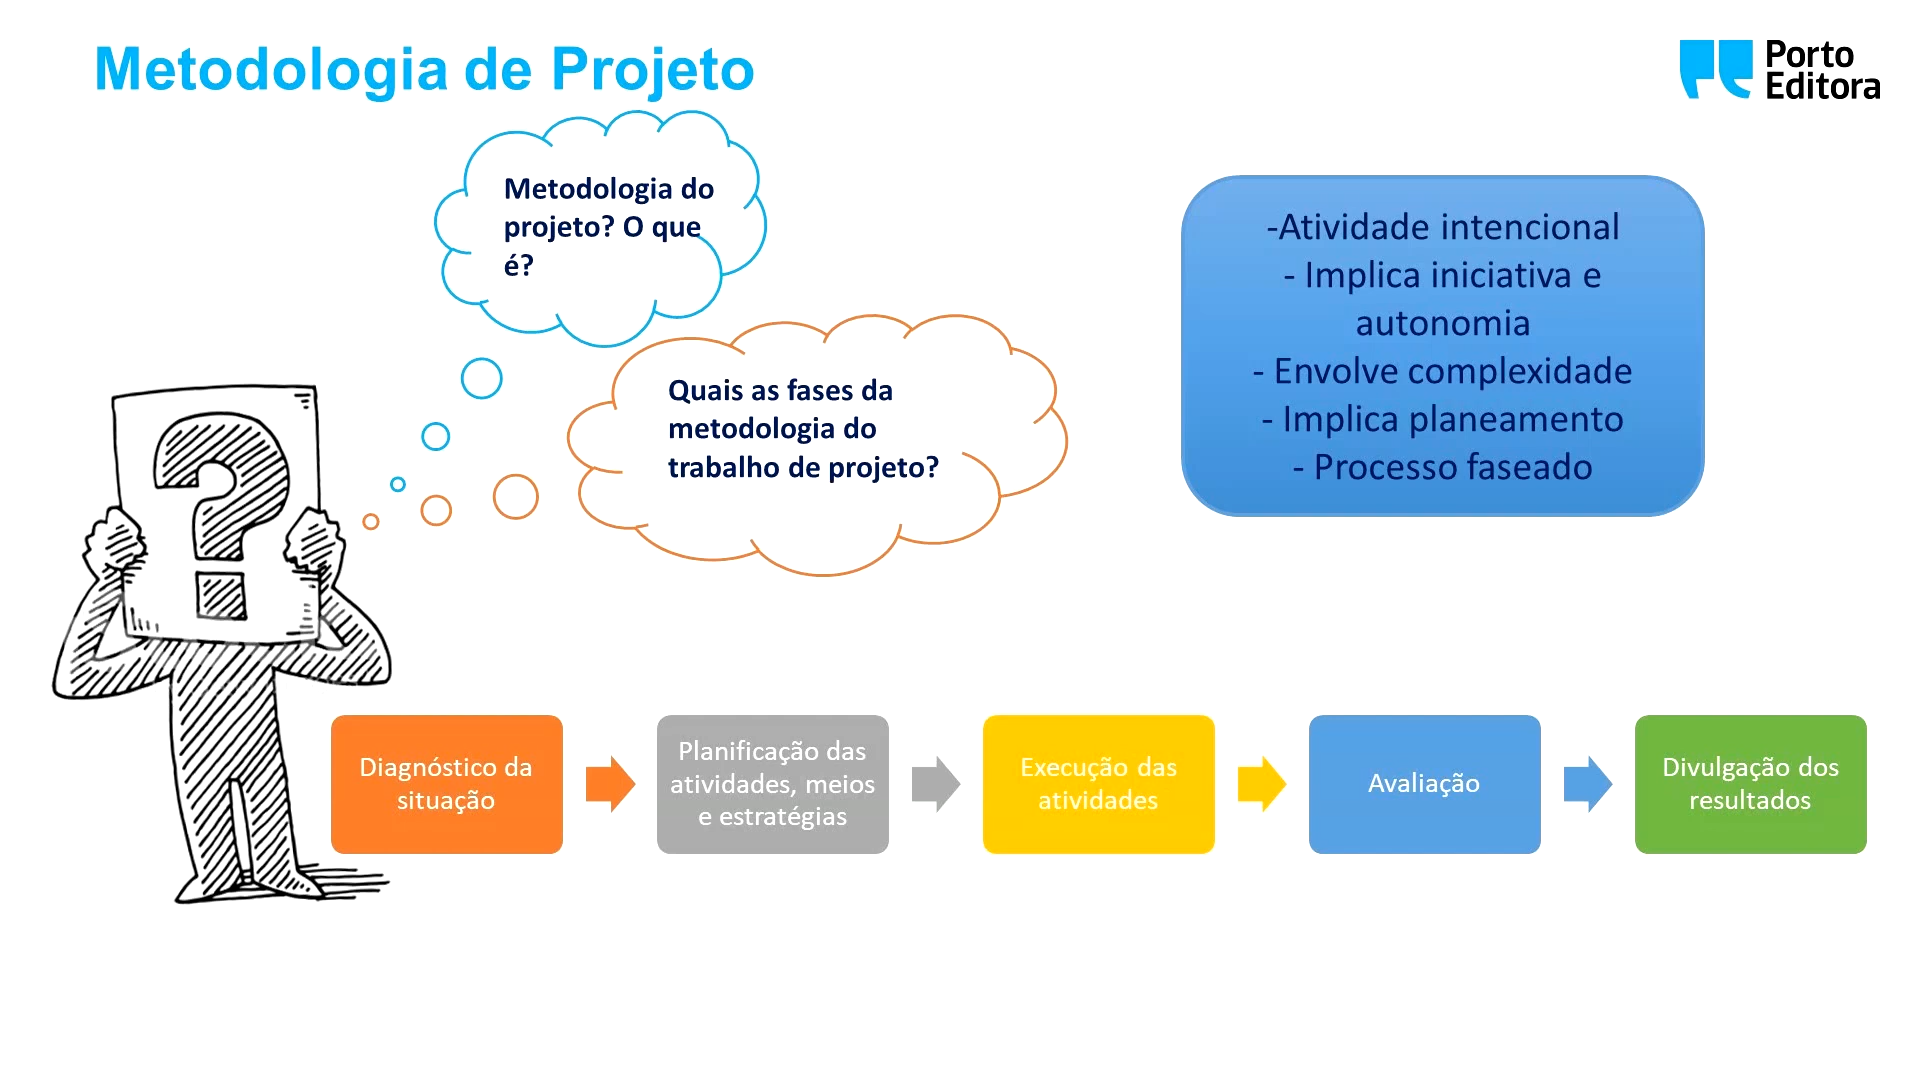 Metodologia de Projeto
Porto
Editora
Metodologia do
projeto? O que
é?
-Atividade intencional
- Implica iniciativa e
autonomia
- Envolve complexidade
- Implica planeamento
- Processo faseado
Quais as fases da
metodologia do
trabalho de projeto?
?
Diagnóstico da
situação
Planificação das
atividades, meios
e estratégias
Execução das
atividades
Avaliação
Divulgação dos
resultados